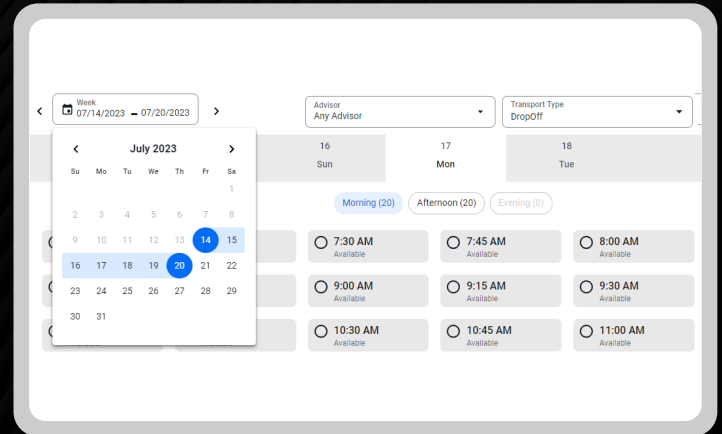 Week
07/14/2023 – 07/20/2023
Advisor
Any Advisor
Transport Type
DropOff
July 2023
Su Mo Tu We Th Fr Sa
1
2 3 4 5 6 7 8
9 10 11 12 13 14 15
16 17 18 19 20 21 22
23 24 25 26 27 28 29
30 31
16
Sun
17
Mon
18
Tue
Morning (20)
Afternoon (20)
Evening (0)
7:30 AM
Available
7:45 AM
Available
8:00 AM
Available
9:00 AM
Available
9:15 AM
Available
9:30 AM
Available
10:30 AM
Available
10:45 AM
Available
11:00 AM
Available